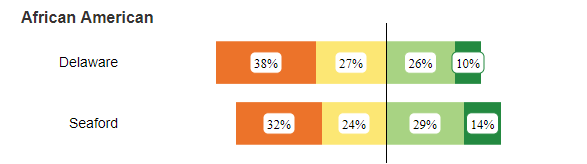 African American
Delaware 38% 27% 26% 10%
Seaford 32% 24% 29% 14%